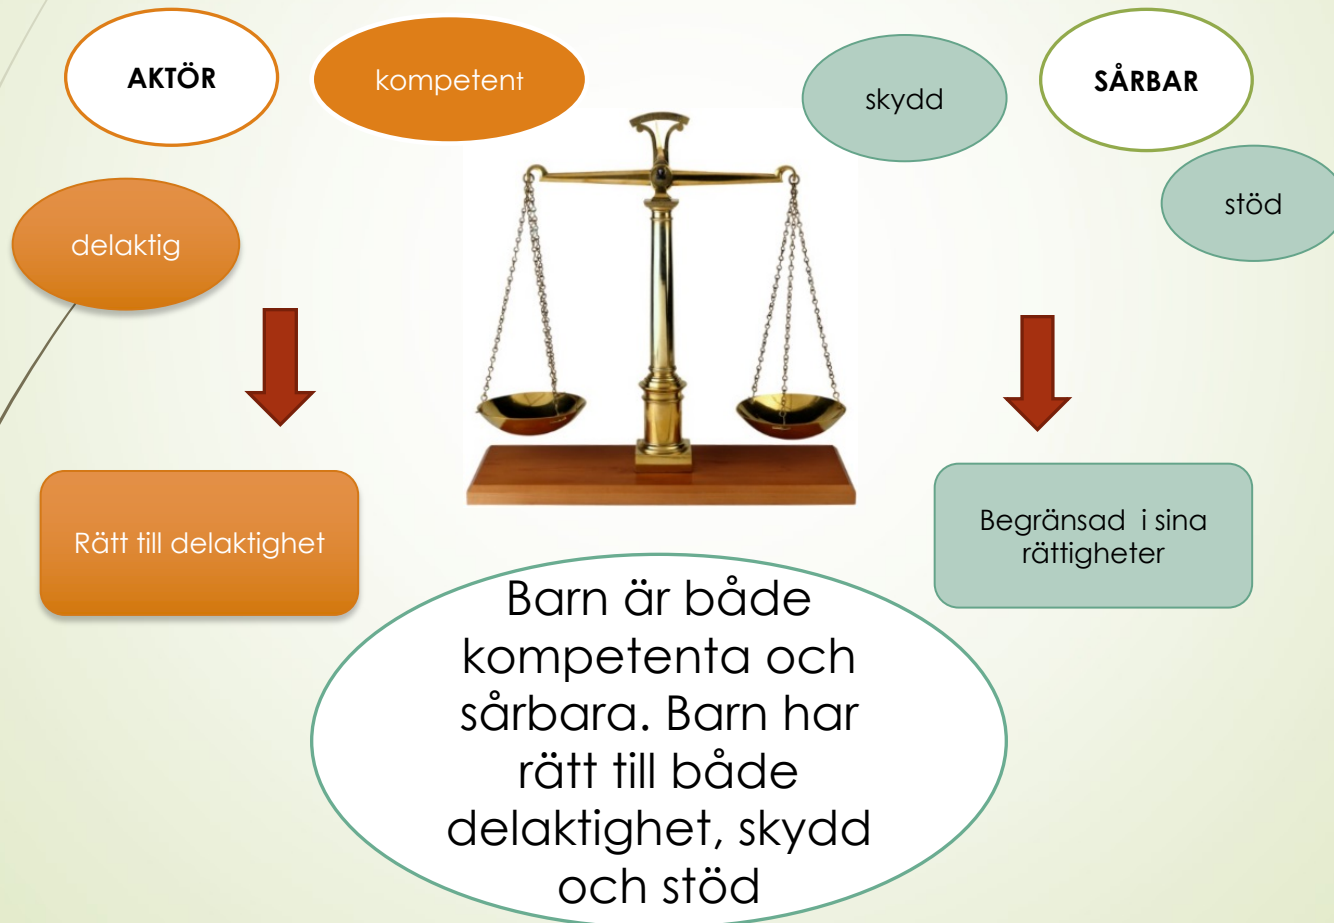 AKTÖR
kompetent
skydd
SÅRBAR
stöd
delaktig
Rätt till delaktighet
Begränsad i sina
rättigheter
Barn är både
kompetenta och
sårbara. Barn har
rätt till både
delaktighet, skydd
och stöd